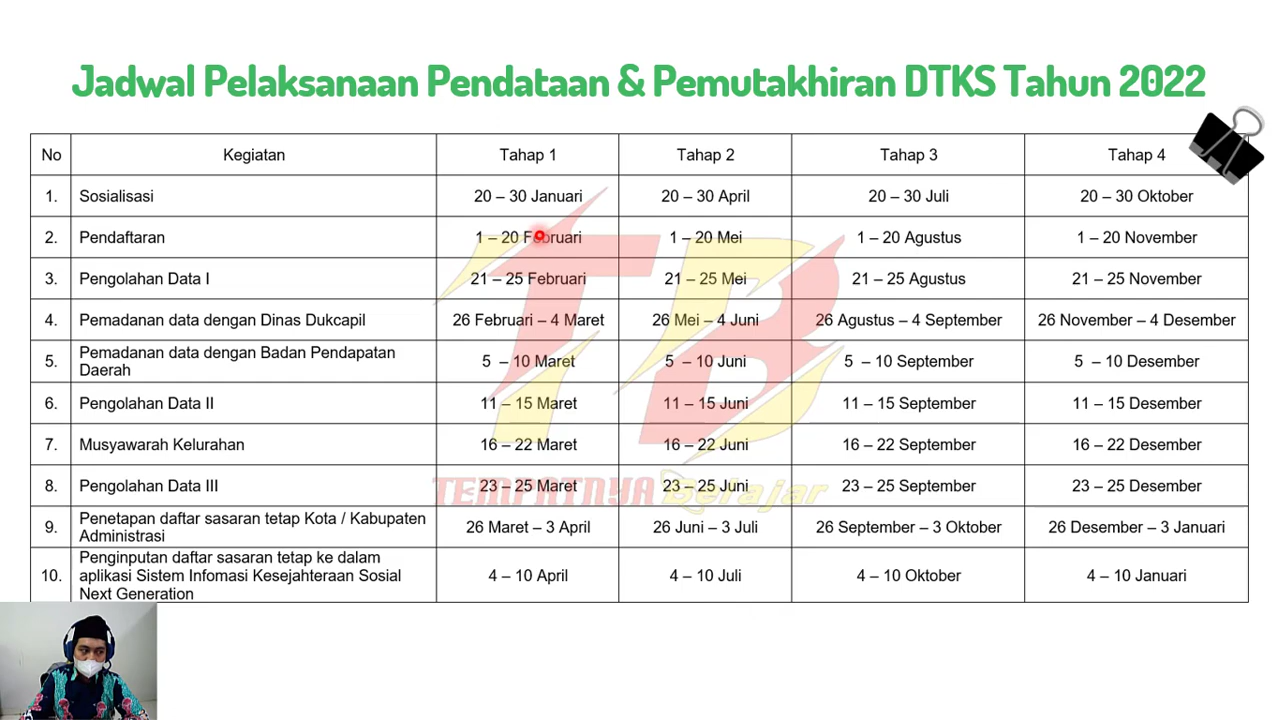 Jadwal Pelaksanaan Pendataan & Pemutakhiran DTKS Tahun 2022
No Kegiatan Tahap 1 Tahap 2 Tahap 3 Tahap 4
1. Sosialisasi 20 – 30 Januari 20 – 30 April 20 – 30 Juli 20 – 30 Oktober
2. Pendaftaran 1 – 20 Februari 1 – 20 Mei 1 – 20 Agustus 1 – 20 November
3. Pengolahan Data I 21 – 25 Februari 21 – 25 Mei 21 – 25 Agustus 21 – 25 November
4. Pemadanan data dengan Dinas Dukcapil 26 Februari – 4 Maret 26 Mei – 4 Juni 26 Agustus – 4 September 26 November – 4 Desember
5. Pemadanan data dengan Badan Pendapatan
Daerah 5 – 10 Maret 5 – 10 Juni 5 – 10 September 5 – 10 Desember
6. Pengolahan Data II 11 – 15 Maret 11 – 15 Juni 11 – 15 September 11 – 15 Desember
7. Musyawarah Kelurahan 16 – 22 Maret 16 – 22 Juni 16 – 22 September 16 – 22 Desember
8. Pengolahan Data III 23 – 25 Maret 23 – 25 Juni 23 – 25 September 23 – 25 Desember
9. Penetapan daftar sasaran tetap Kota / Kabupaten
Administrasi 26 Maret – 3 April 26 Juni – 3 Juli 26 September – 3 Oktober 26 Desember – 3 Januari
10. Penginputan daftar sasaran tetap ke dalam
aplikasi Sistem Infomasi Kesejahteraan Sosial
Next Generation 4 – 10 April 4 – 10 Juli 4 – 10 Oktober 4 – 10 Januari
TB
TEMPATNYA Belajar